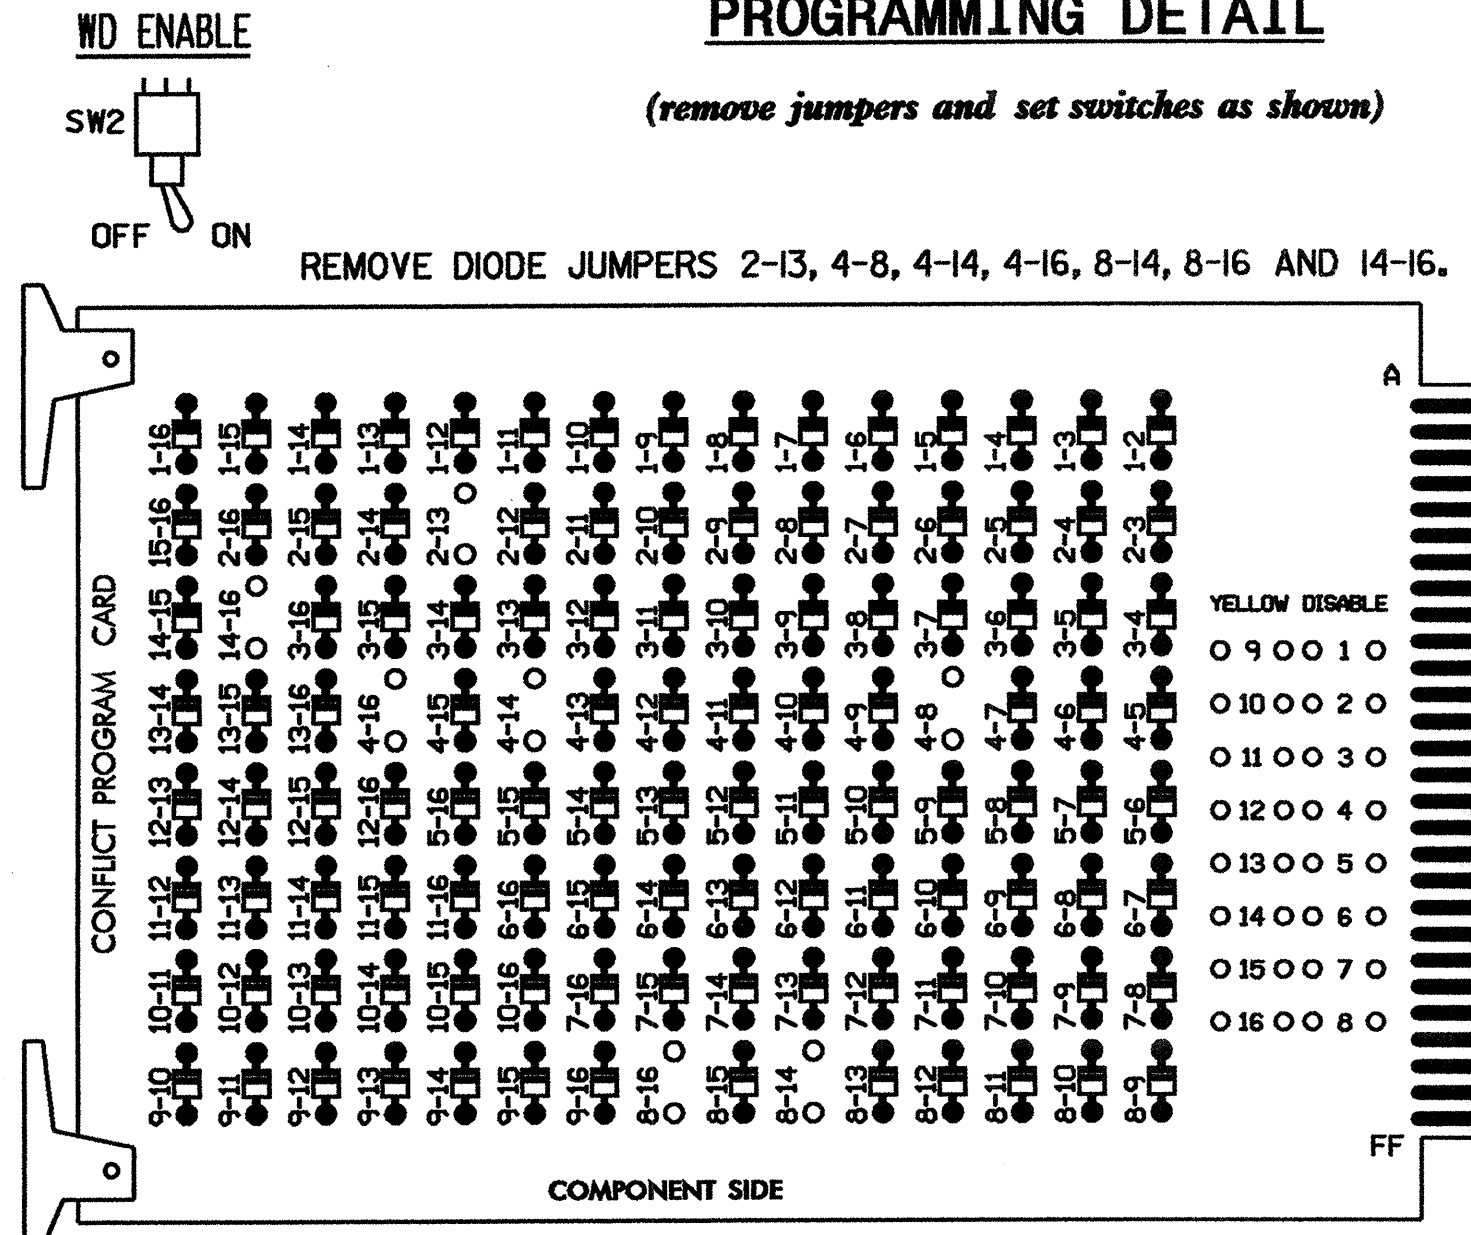 WD ENABLE
PROGRAMMING DETAIL
(remove jumpers and set switches as shown)
SW2
OFF ON
REMOVE DIODE JUMPERS 2-13, 4-8, 4-14, 4-16, 8-14, 8-16 AND 14-16.
A
1-16 1-15 1-14 1-13 1-12 1-11 1-10 1-9 1-8 1-7 1-6 1-5 1-4 1-3 1-2
15-16 2-16 2-15 2-14 2-13 2-12 2-11 2-10 2-9 2-8 2-7 2-6 2-5 2-4 2-3
14-15 14-16 3-16 3-15 3-14 3-13 3-12 3-11 3-10 3-9 3-8 3-7 3-6 3-5 3-4
13-14 13-15 13-16 4-16 4-15 4-14 4-13 4-12 4-11 4-10 4-9 4-8 4-7 4-6 4-5
12-13 12-14 12-15 12-16 5-16 5-15 5-14 5-13 5-12 5-11 5-10 5-9 5-8 5-7 5-6
11-12 11-13 11-14 11-15 11-16 6-16 6-15 6-14 6-13 6-12 6-11 6-10 6-9 6-8 6-7
10-11 10-12 10-13 10-14 10-15 10-16 7-16 7-15 7-14 7-13 7-12 7-11 7-10 7-9 7-8
9-10 9-11 9-12 9-13 9-14 9-15 9-16 8-16 8-15 8-14 8-13 8-12 8-11 8-10 8-9
CONFLICT PROGRAM CARD
YELLOW DISABLE
9 1
10 2
11 3
12 4
13 5
14 6
15 7
16 8
FF
COMPONENT SIDE